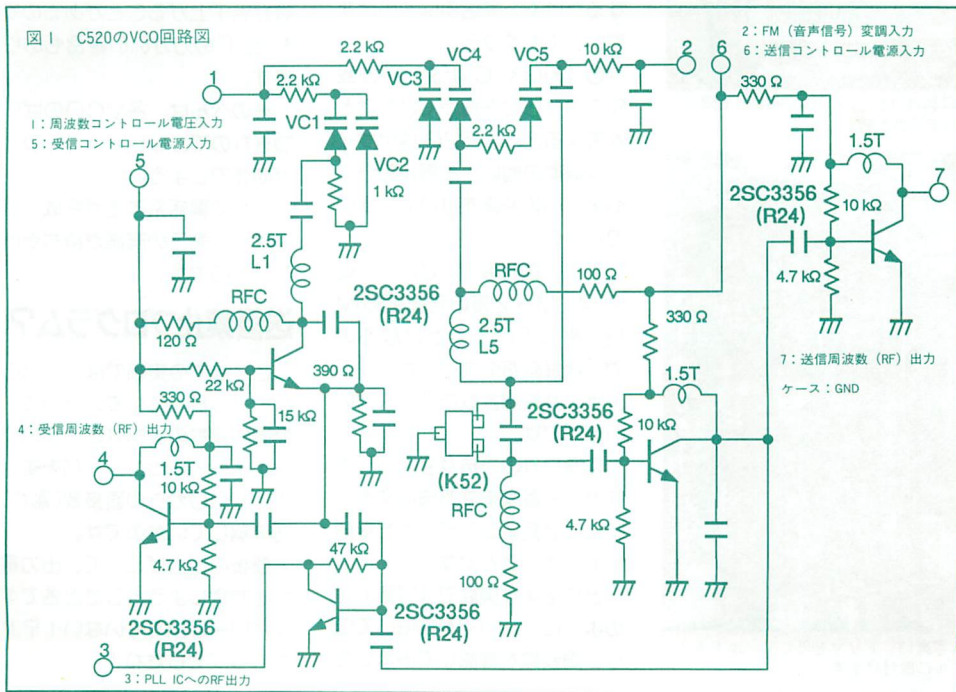 図1 C520のVCO回路図
2:FM(音声信号)変調入力
6:送信コントロール電源入力
1
2.2 kΩ
2.2 kΩ
VC3
VC4
VC5
10 kΩ
2
6
330 Ω
1:周波数コントロール電圧入力
5:受信コントロール電源入力
VC1
VC2
1 kΩ
2.2 kΩ
1.5T
7
5
2SC3356
(R24)
10 kΩ
4.7 kΩ
2.5T
L1
RFC
2SC3356
(R24)
RFC
100 Ω
120 Ω
2.5T
L5
330 Ω
7:送信周波数(RF)出力
ケース:GND
22 kΩ
390 Ω
330 Ω
15 kΩ
1.5T
4:受信周波数(RF)出力
2SC3356
(R24)
10 kΩ
4
1.5T
10 kΩ
(K52)
RFC
4.7 kΩ
4.7 kΩ
47 kΩ
100 Ω
2SC3356
(R24)
2SC3356
(R24)
3
3:PLL ICへのRF出力